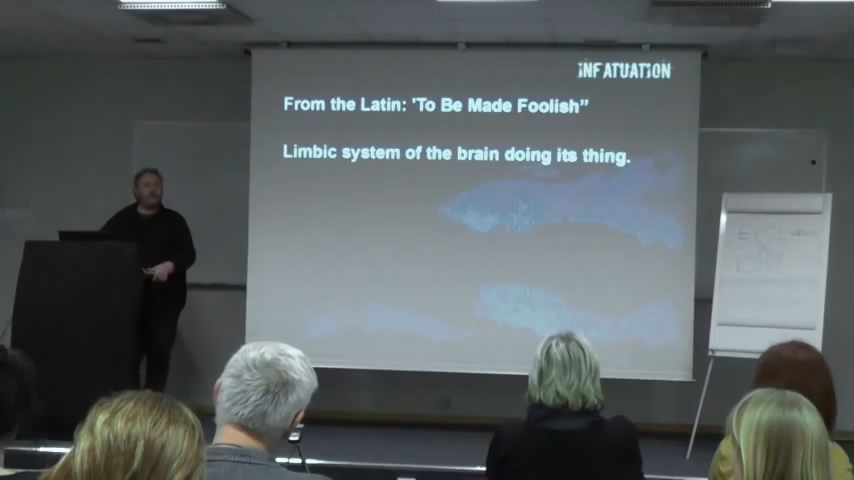 INFATUATION
From the Latin: 'To Be Made Foolish”
Limbic system of the brain doing its thing.